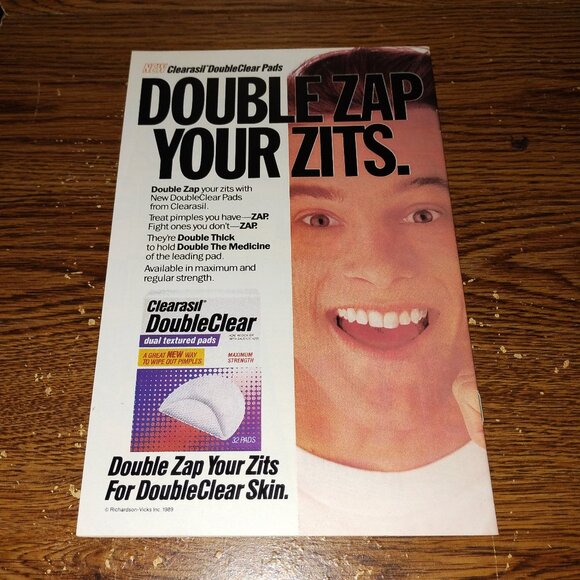 NEW Clearasil® DoubleClear Pads
DOUBLE ZAP
YOUR ZITS.
Double Zap your zits with
New DoubleClear Pads
from Clearasil.
Treat pimples you have—ZAP.
Fight ones you don't—ZAP.
They're Double Thick
to hold Double The Medicine
of the leading pad.
Available in maximum and
regular strength.
Clearasil®
DoubleClear
dual textured pads
A GREAT NEW WAY
TO WIPE OUT PIMPLES
MAXIMUM
STRENGTH
32 PADS
Double Zap Your Zits
For DoubleClear Skin.
© Richardson-Vicks Inc. 1989